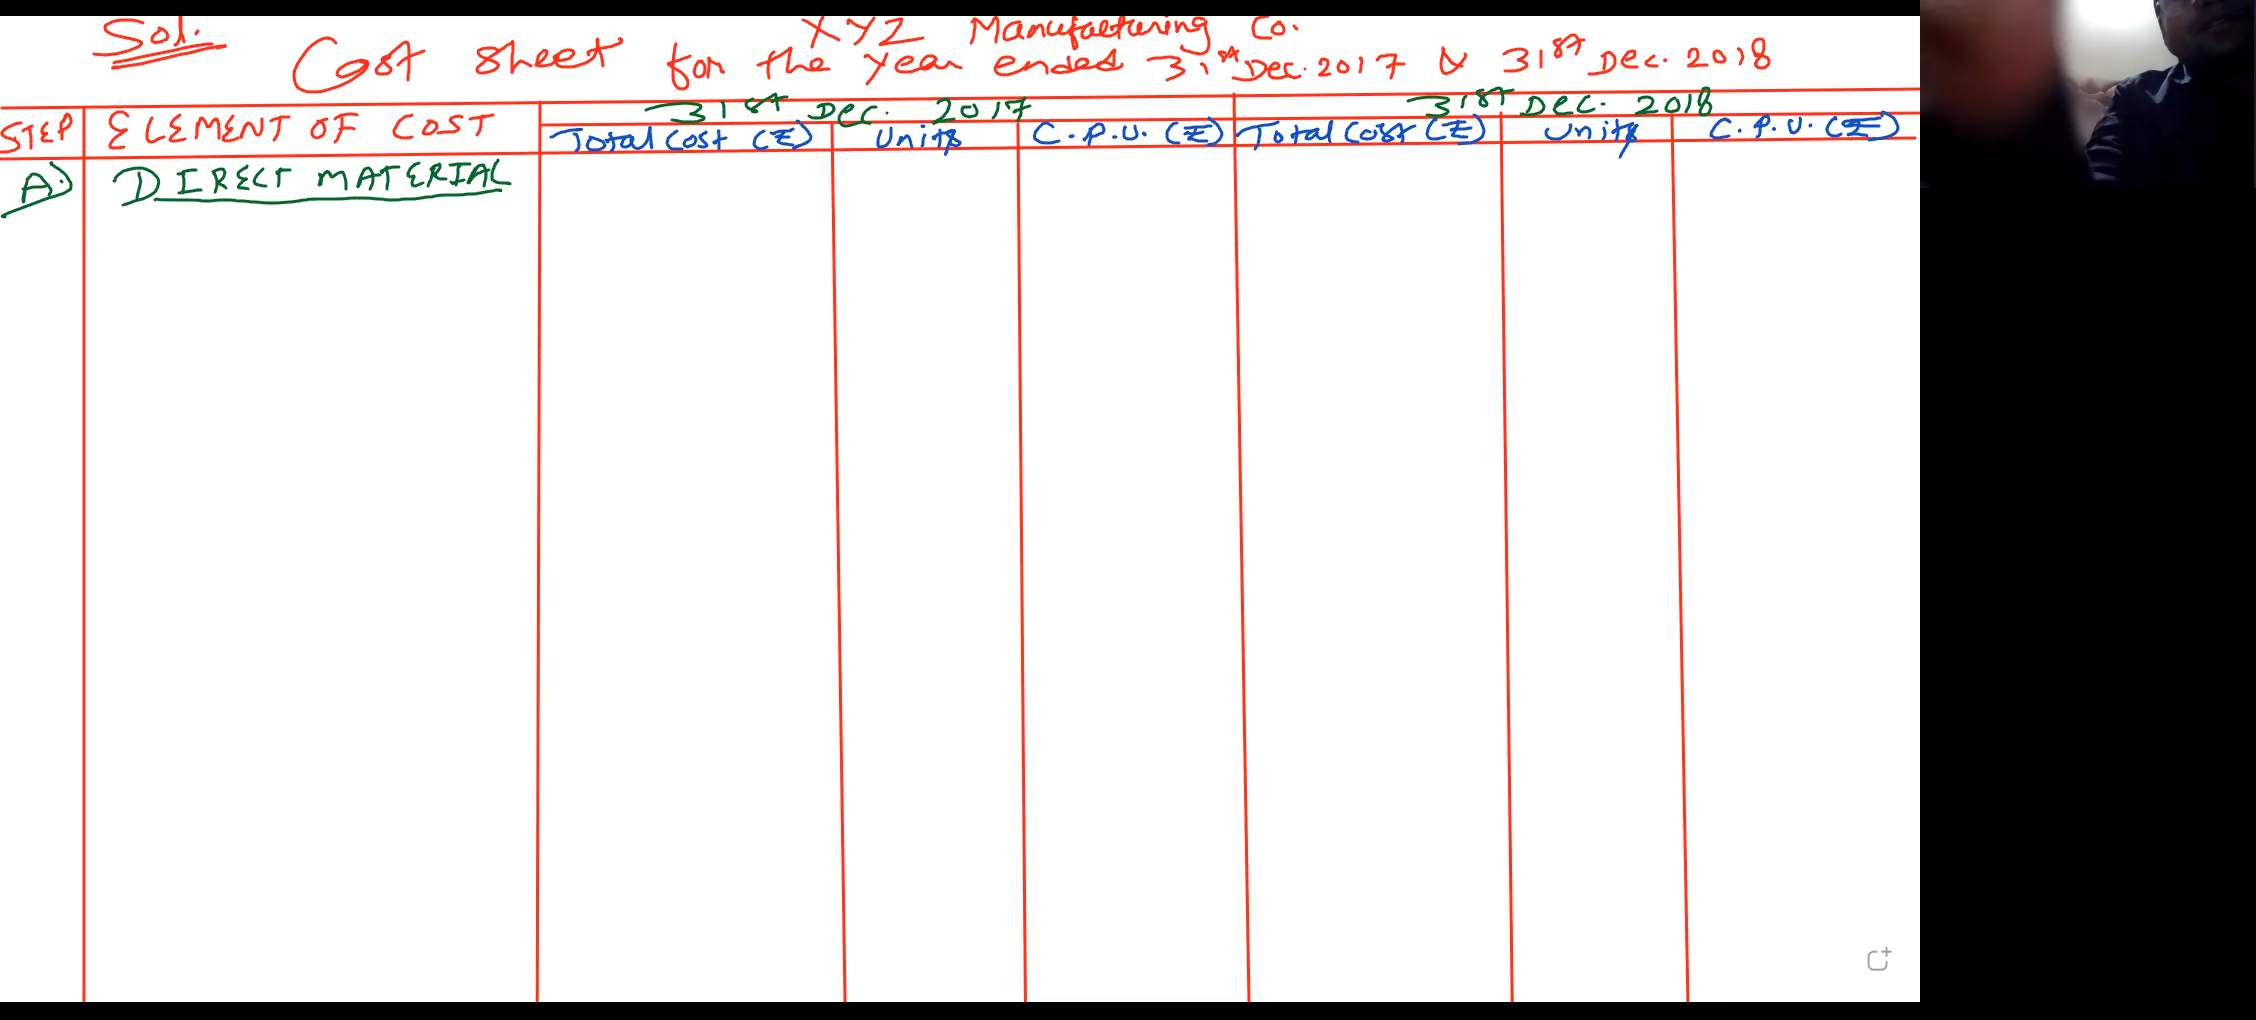 Sol.
XYZ Manufacturing Co.
Cost sheet for the year ended 31st Dec. 2017 & 31st Dec. 2018
STEP ELEMENT OF COST 31st Dec. 2017 31st Dec. 2018
Total Cost (₹) Units C.P.U. (₹) Total Cost (₹) Units C.P.U. (₹)
A) DIRECT MATERIAL